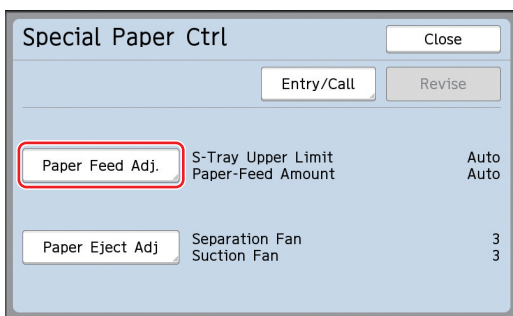 Special Paper Ctrl
Close
Entry/Call
Revise
Paper Feed Adj.
S-Tray Upper Limit Auto
Paper-Feed Amount Auto
Paper Eject Adj
Separation Fan 3
Suction Fan 3